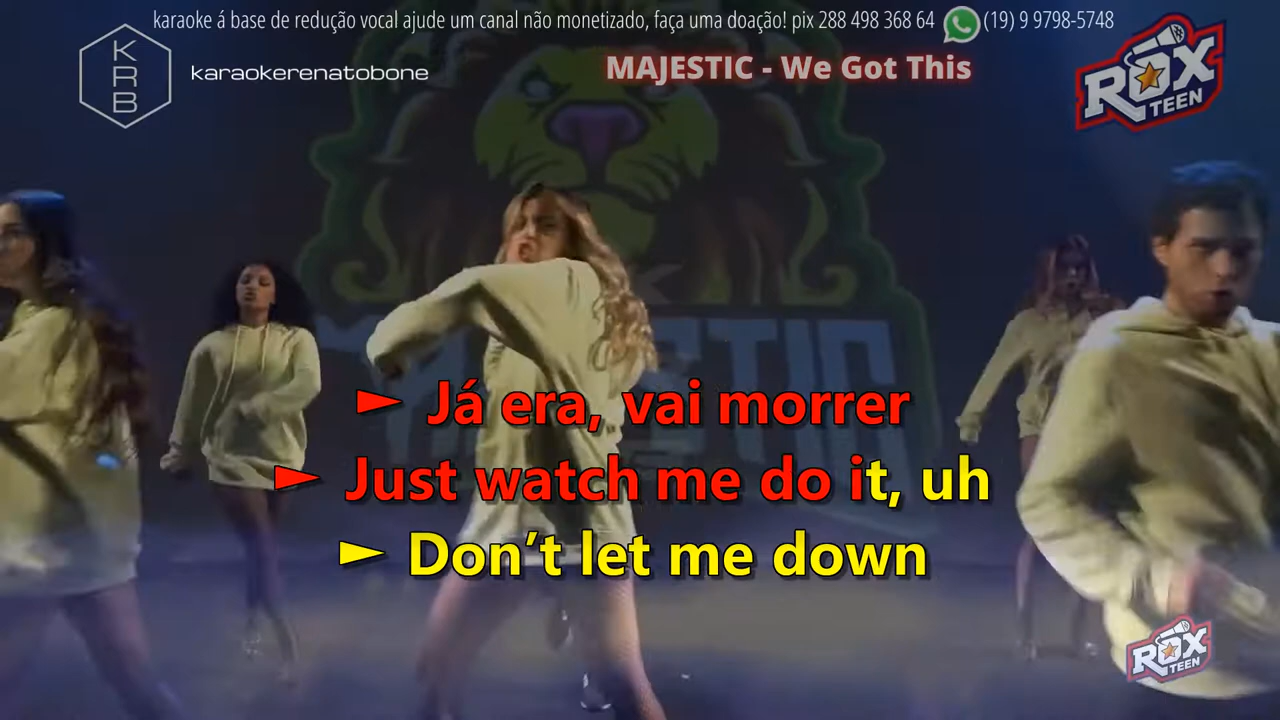 karaoke á base de redução vocal ajude um canal não monetizado, faça uma doação! pix 288 498 368 64 (19) 9 9798-5748
KRB
karaokerenatobone
MAJESTIC - We Got This
ROX
TEEN
MAJESTIC
► Já era, vai morrer
► Just watch me do it, uh
► Don't let me down
ROX
TEEN